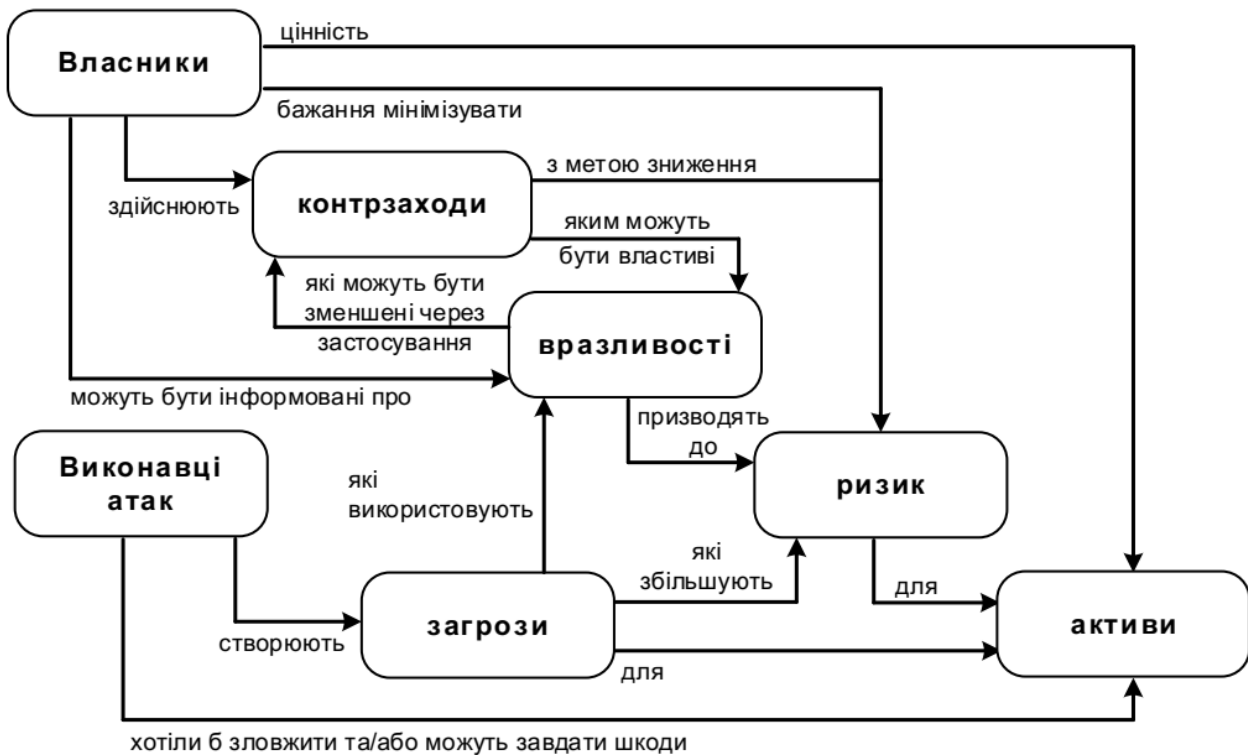 цінність
Власники
бажання мінімізувати
з метою зниження
здійснюють
контрзаходи
яким можуть
бути властиві
які можуть бути
зменшені через
застосування
вразливості
можуть бути інформовані про
призводять
до
Виконавці
атак
ризик
які
використовують
які
збільшують
для
створюють
загрози
активи
для
хотіли б зловжити та/або можуть завдати шкоди